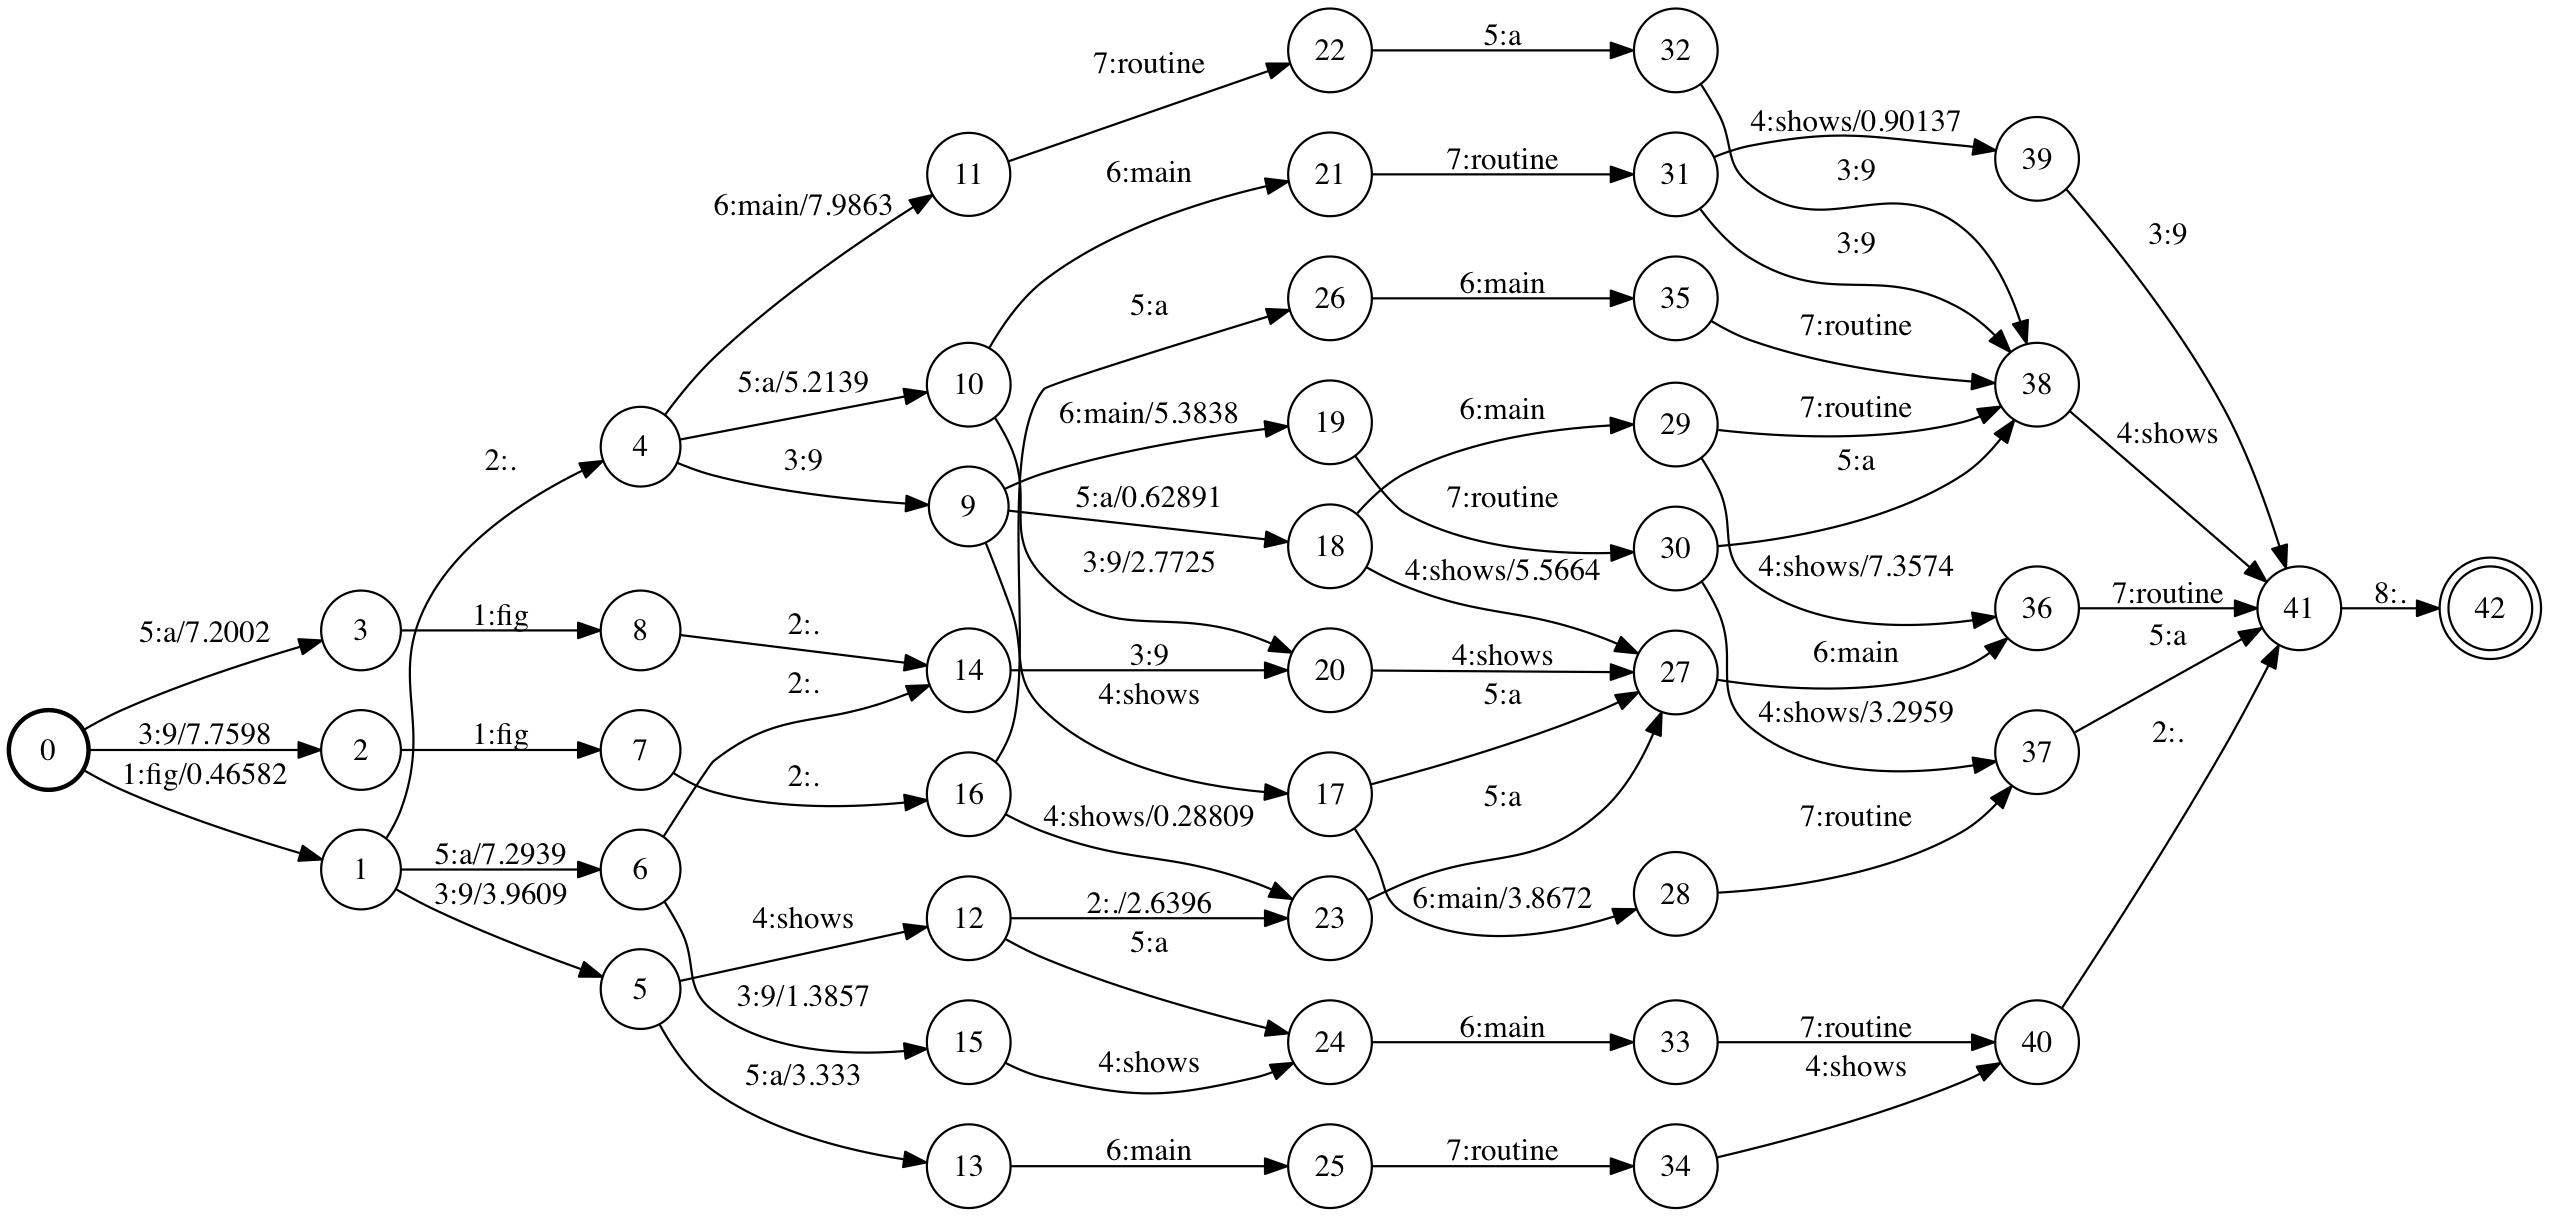 22
5:a
32
7:routine
4:shows/0.90137
39
11
6:main
21
7:routine
31
3:9
6:main/7.9863
3:9
3:9
26
6:main
35
5:a
7:routine
10
5:a/5.2139
38
6:main/5.3838
19
6:main
29
7:routine
4:shows
4
2:.
3:9
5:a
9
5:a/0.62891
7:routine
18
30
3:9/2.7725
4:shows/5.5664
4:shows/7.3574
36
7:routine
41
8:.
42
5:a/7.2002
3
1:fig
8
2:.
5:a
14
3:9
20
4:shows
27
6:main
2:.
4:shows
5:a
4:shows/3.2959
0
3:9/7.7598
2
1:fig
7
2:.
37
2:.
1:fig/0.46582
16
17
5:a
4:shows/0.28809
7:routine
1
5:a/7.2939
6
3:9/3.9609
6:main/3.8672
28
4:shows
12
2:./2.6396
23
5:a
5
3:9/1.3857
15
4:shows
24
6:main
33
7:routine
40
4:shows
5:a/3.333
13
6:main
25
7:routine
34